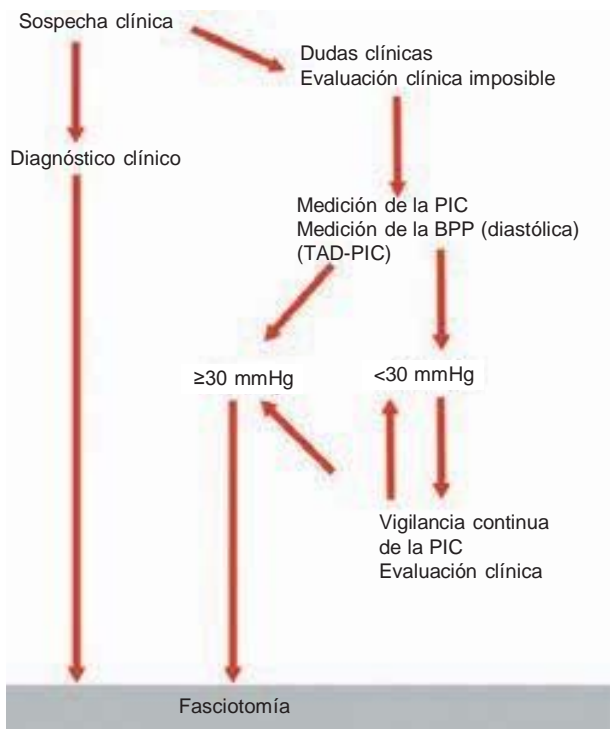 Sospecha clínica
Dudas clínicas
Evaluación clínica imposible
Diagnóstico clínico
Medición de la PIC
Medición de la BPP (diastólica)
(TAD-PIC)
≥30 mmHg
<30 mmHg
Vigilancia continua
de la PIC
Evaluación clínica
Fasciotomía